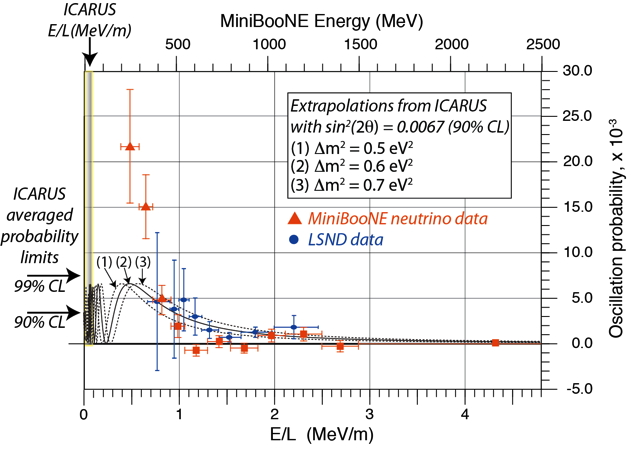 ICARUS
E/L(MeV/m)
MiniBooNE Energy (MeV)
500 1000 1500 2000 2500
30.0
25.0
20.0
15.0
10.0
5.0
0.0
-5.0
Oscillation probability, x 10⁻³
Extrapolations from ICARUS
with sin²(2θ) = 0.0067 (90% CL)
(1) Δm² = 0.5 eV²
(2) Δm² = 0.6 eV²
(3) Δm² = 0.7 eV²
MiniBooNE neutrino data
LSND data
ICARUS
averaged
probability
limits
99% CL
90% CL
(1) (2) (3)
0 1 2 3 4
E/L (MeV/m)